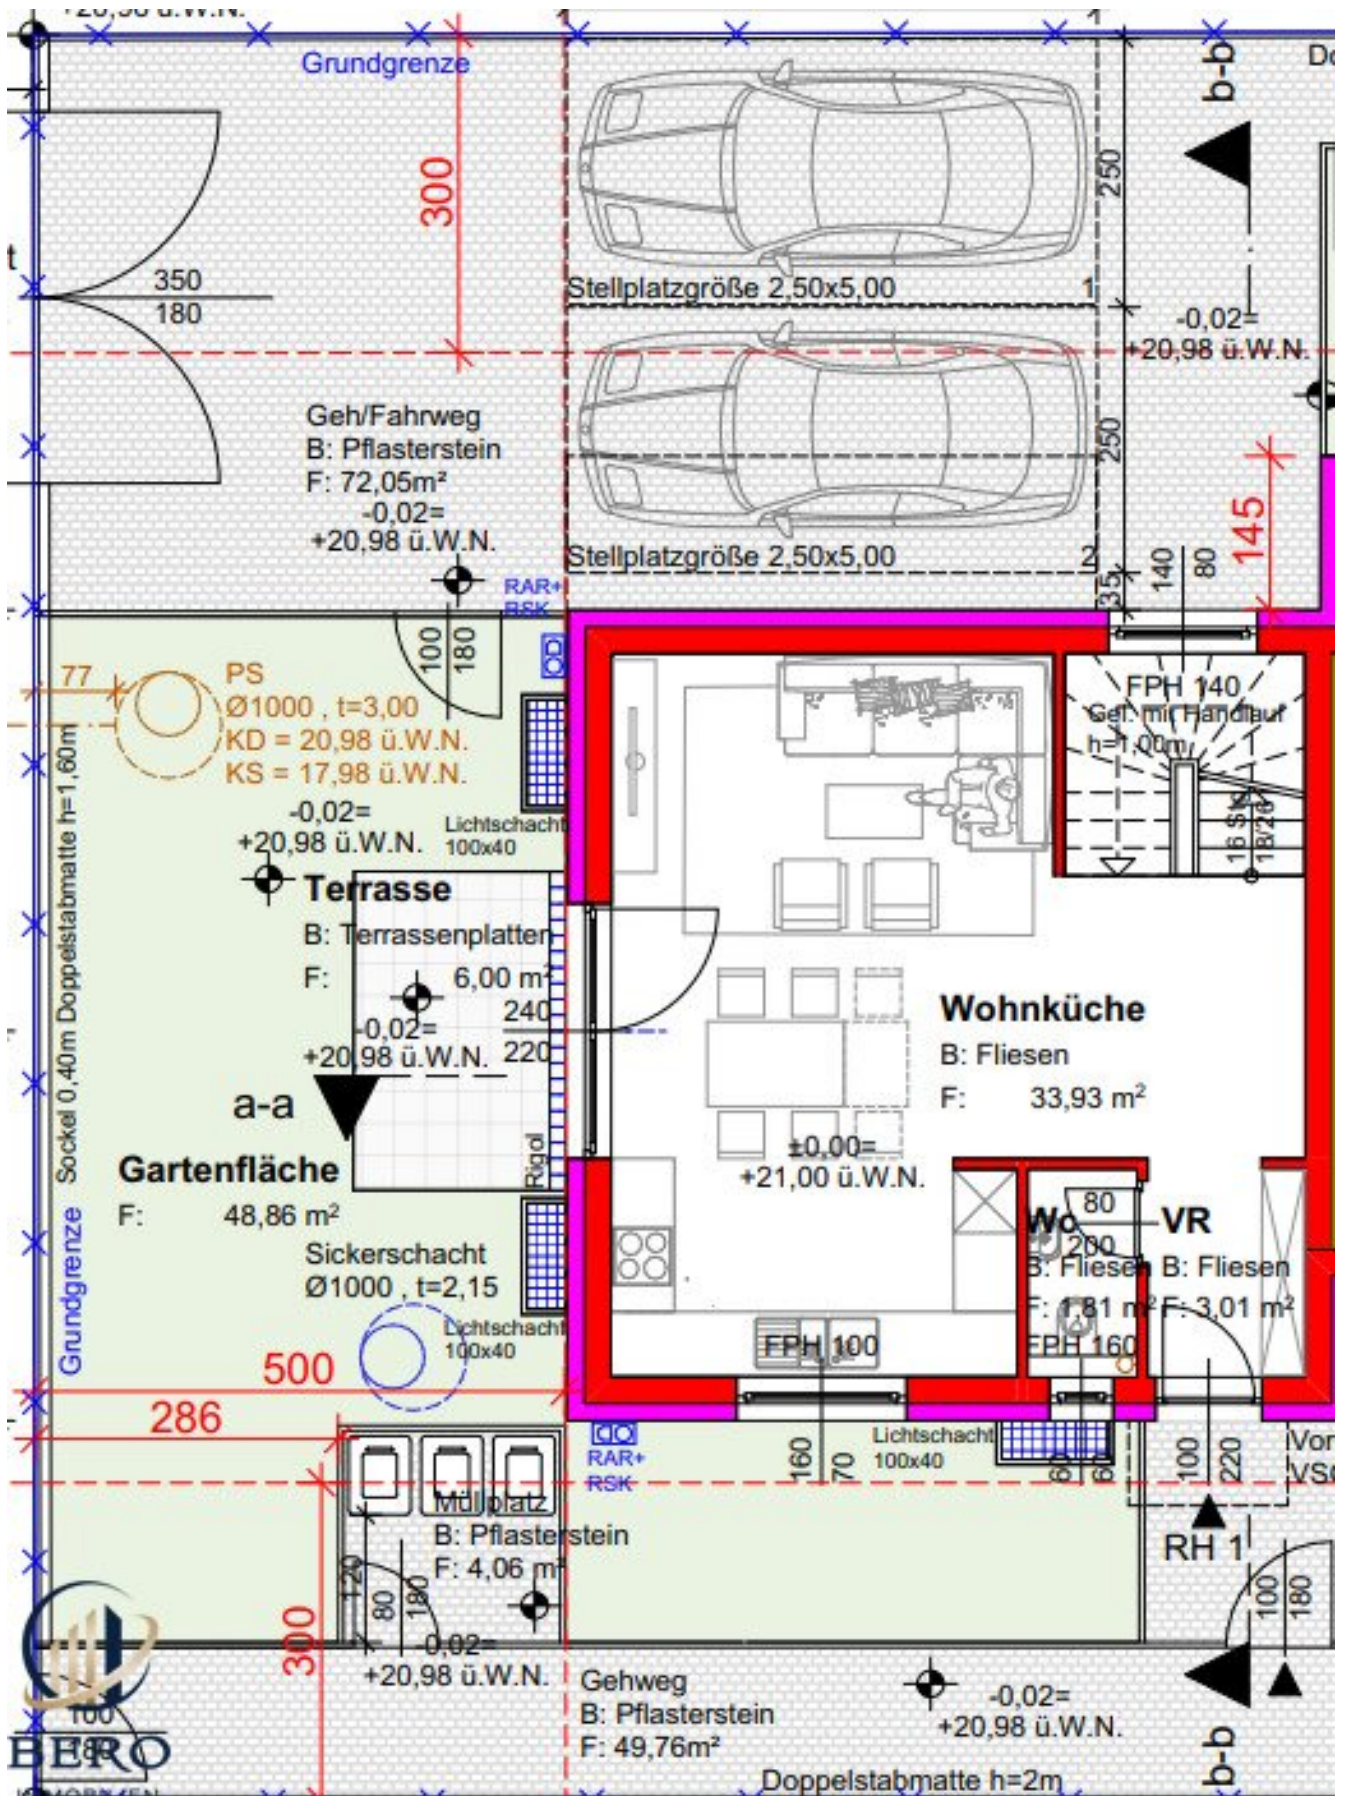 Grundgrenze
b-b
300
250
350
180
Stellplatzgröße 2,50x5,00
1
-0,02=
+20,98 ü.W.N.
Geh/Fahrweg
B: Pflasterstein
F: 72,05m²
-0,02=
+20,98 ü.W.N.
250
145
Stellplatzgröße 2,50x5,00
2
35
140
80
RAR+
RSK
100
180
77
PS
Ø1000 , t=3,00
KD = 20,98 ü.W.N.
KS = 17,98 ü.W.N.
FPH 140
Gel. mit Handlauf
h=1,00m
18/28
-0,02=
+20,98 ü.W.N.
Lichtschacht
100x40
Sockel 0,40m Doppelstabmatte h=1,60m
Terrasse
B: Terrassenplatten
F: 6,00 m²
-0,02=
+20,98 ü.W.N.
240
220
Wohnküche
B: Fliesen
F: 33,93 m²
a-a
±0,00=
+21,00 ü.W.N.
Rigol
Gartenfläche
F: 48,86 m²
Grundgrenze
Sickerschacht
Ø1000 , t=2,15
Lichtschacht
100x40
80
200
Wc
B: Fliesen
F: 1,81 m²
FPH 160
VR
B: Fliesen
F: 3,01 m²
FPH 100
500
286
RAR+
RSK
160
70
Lichtschacht
100x40
60
60
100
220
Vor
Müllplatz
B: Pflasterstein
F: 4,06 m²
120
80
180
RH 1
100
180
300
-0,02=
+20,98 ü.W.N.
Gehweg
B: Pflasterstein
F: 49,76m²
-0,02=
+20,98 ü.W.N.
b-b
100
180
BERO
Doppelstabmatte h=2m